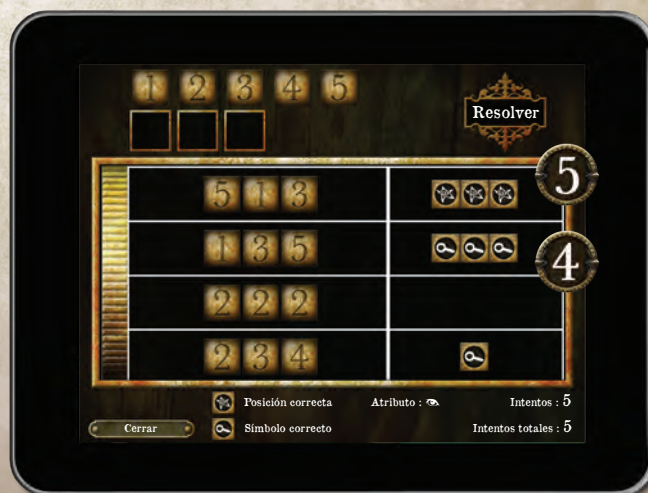 1 2 3 4 5
Resolver
5 1 3
5
1 3 5
4
2 2 2
2 3 4
Posición correcta Atributo : Intentos : 5
Cerrar Símbolo correcto Intentos totales : 5